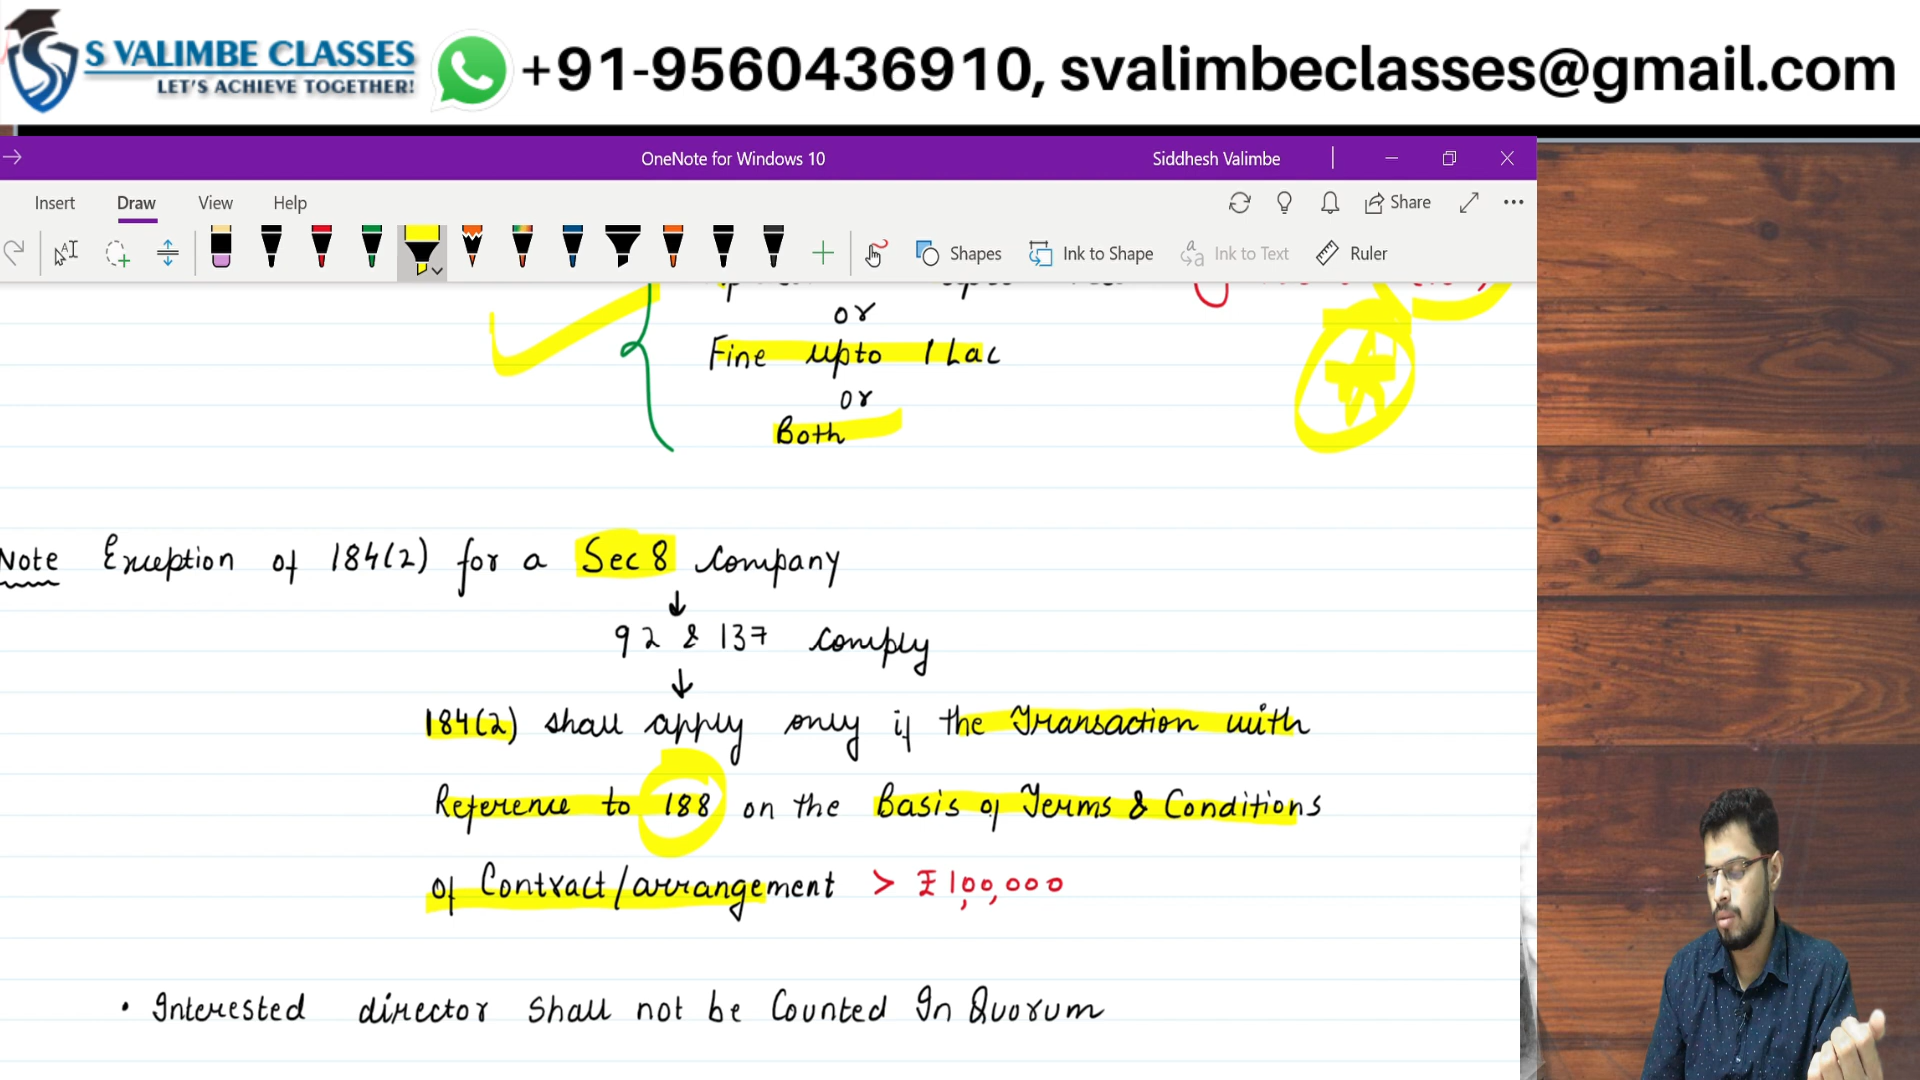 S VALIMBE CLASSES
LET'S ACHIEVE TOGETHER!
+91-9560436910, svalimbeclasses@gmail.com
OneNote for Windows 10
Siddhesh Valimbe
Insert Draw View Help
Share
Shapes Ink to Shape Ink to Text Ruler
or
Fine upto 1 Lac
or
Both
Note Exception of 184(2) for a Sec 8 company
↓
92 & 137 comply
↓
184(2) shall apply only if the Transaction with
Reference to 188 on the Basis of Terms & Conditions
of Contract/arrangement > ₹100,000
• Interested director shall not be Counted In Quorum